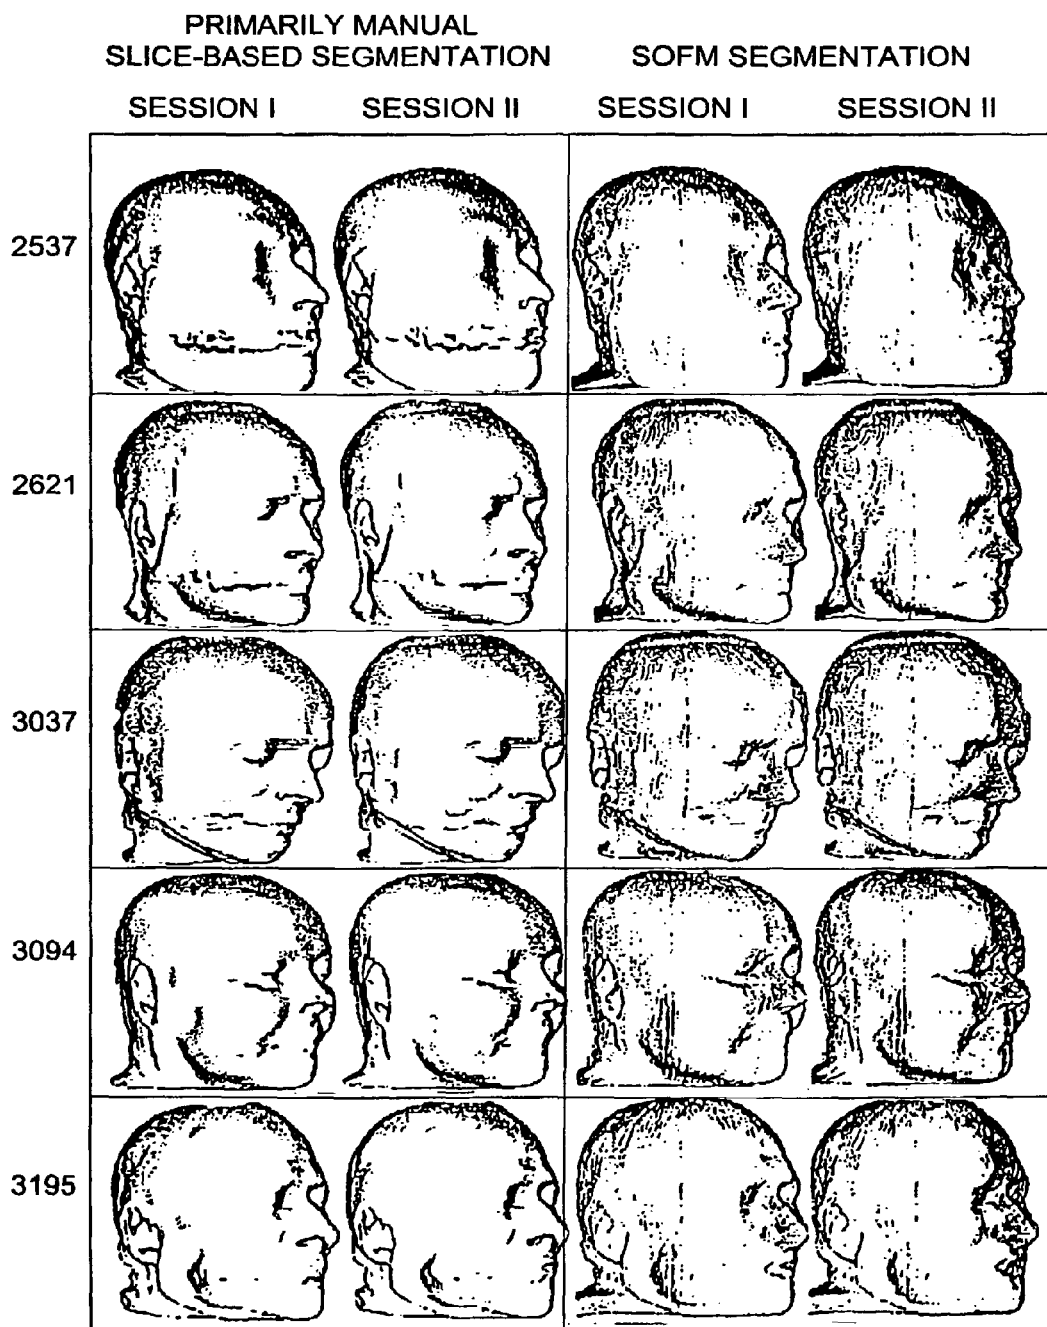 PRIMARILY MANUAL
SLICE-BASED SEGMENTATION
SOFM SEGMENTATION
SESSION I
SESSION II
SESSION I
SESSION II
2537
2621
3037
3094
3195